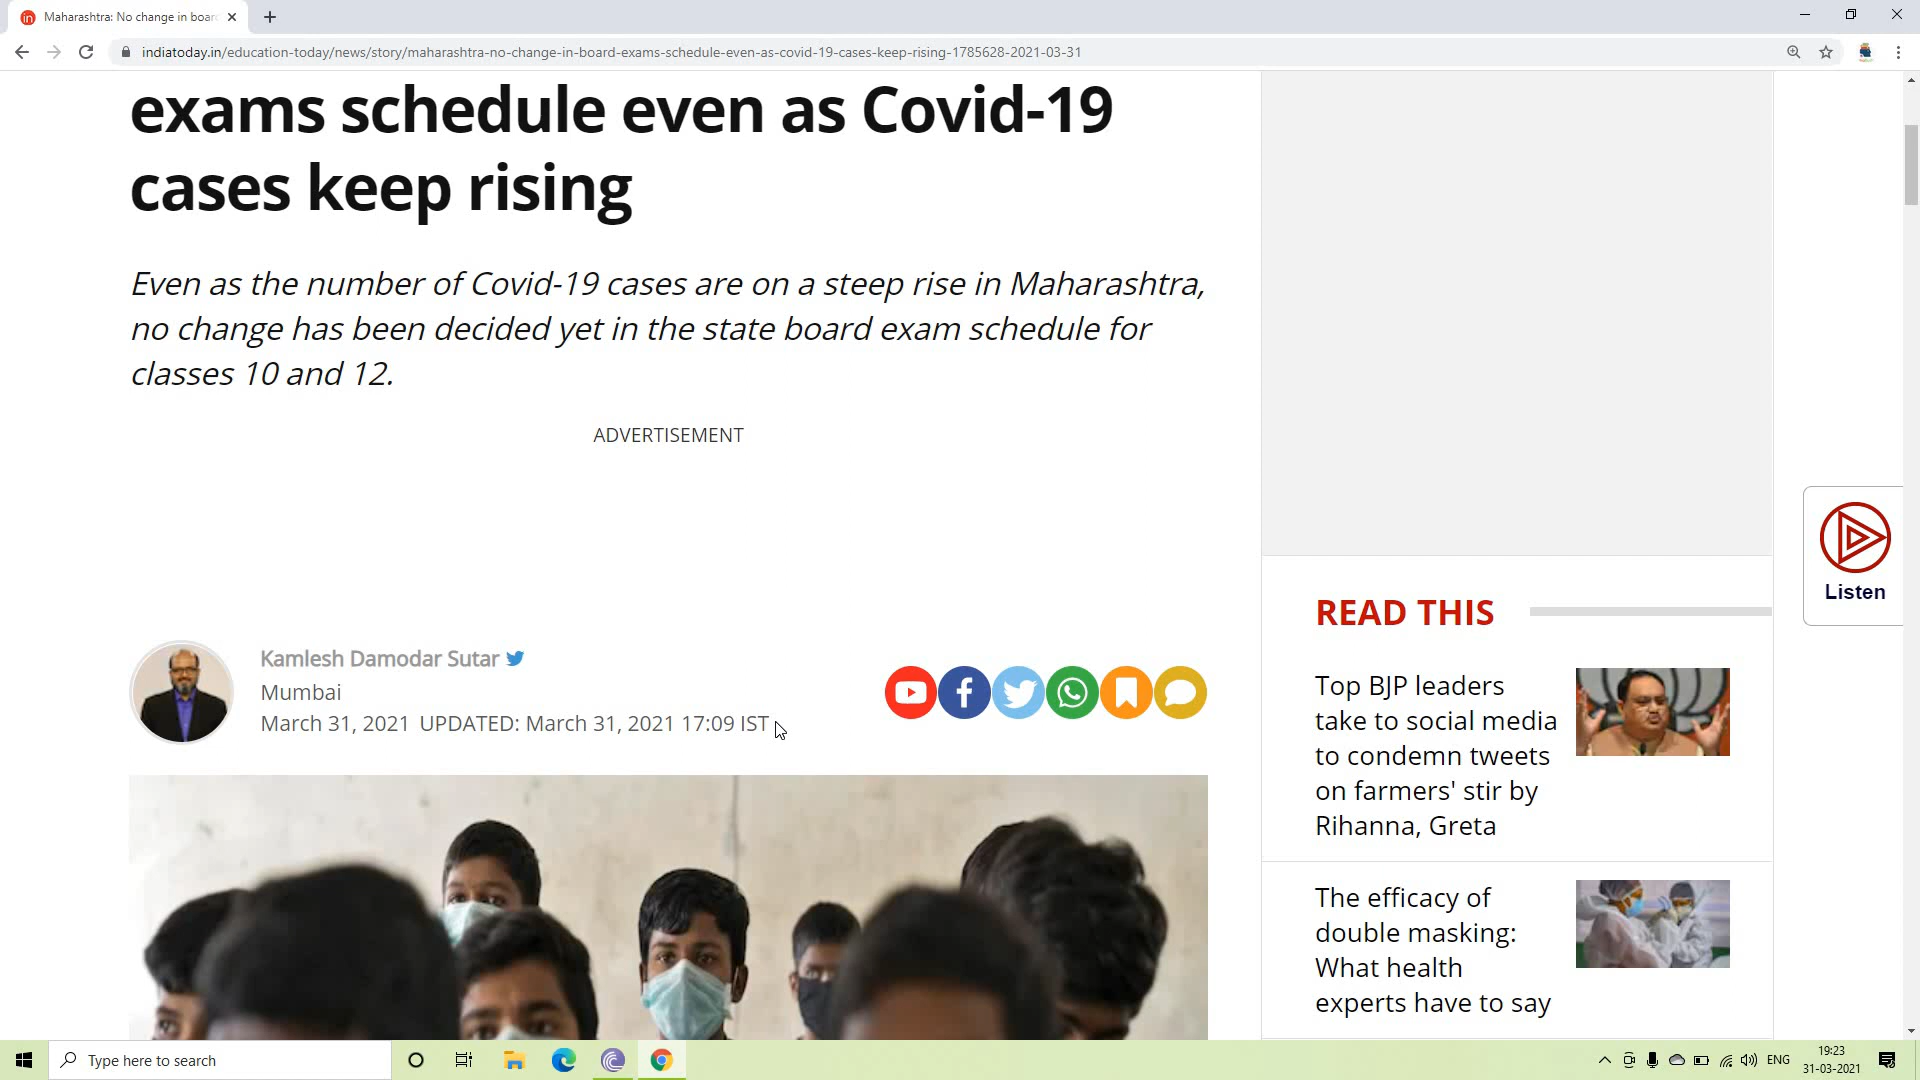 Maharashtra: No change in boar
indiatoday.in/education-today/news/story/maharashtra-no-change-in-board-exams-schedule-even-as-covid-19-cases-keep-rising-1785628-2021-03-31
exams schedule even as Covid-19
cases keep rising
Even as the number of Covid-19 cases are on a steep rise in Maharashtra,
no change has been decided yet in the state board exam schedule for
classes 10 and 12.
ADVERTISEMENT
Kamlesh Damodar Sutar
Mumbai
March 31, 2021 UPDATED: March 31, 2021 17:09 IST
Listen
READ THIS
Top BJP leaders
take to social media
to condemn tweets
on farmers' stir by
Rihanna, Greta
The efficacy of
double masking:
What health
experts have to say
Type here to search
ENG
19:23
31-03-2021